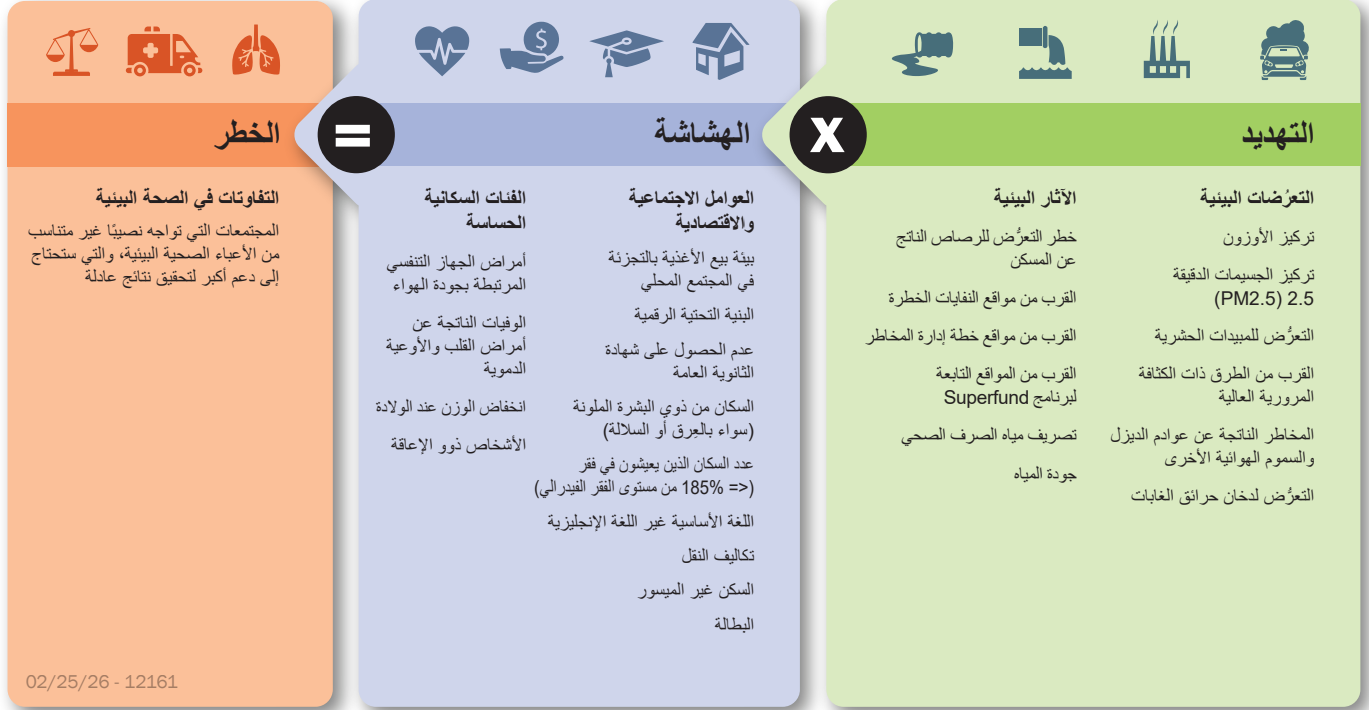 التهديد
X
الهشاشة
=
الخطر
التعرُضات البيئية
تركيز الأوزون
تركيز الجسيمات الدقيقة
2.5 (PM2.5)
التعرُّض للمبيدات الحشرية
القرب من الطرق ذات الكثافة
المرورية العالية
المخاطر الناتجة عن عوادم الديزل
والسموم الهوائية الأخرى
التعرُّض لدخان حرائق الغابات
الآثار البيئية
خطر التعرُّض للرصاص الناتج
عن المسكن
القرب من مواقع النفايات الخطرة
القرب من مواقع خطة إدارة المخاطر
القرب من المواقع التابعة
لبرنامج Superfund
تصريف مياه الصرف الصحي
جودة المياه
العوامل الاجتماعية
والاقتصادية
بيئة بيع الأغذية بالتجزئة
في المجتمع المحلي
البنية التحتية الرقمية
عدم الحصول على شهادة
الثانوية العامة
السكان من ذوي البشرة الملونة
(سواء بالعِرق أو السلالة)
عدد السكان الذين يعيشون في فقر
(<= 185% من مستوى الفقر الفيدرالي)
اللغة الأساسية غير اللغة الإنجليزية
تكاليف النقل
السكن غير الميسور
البطالة
الفئات السكانية
الحساسة
أمراض الجهاز التنفسي
المرتبطة بجودة الهواء
الوفيات الناتجة عن
أمراض القلب والأوعية
الدموية
انخفاض الوزن عند الولادة
الأشخاص ذوو الإعاقة
التفاوتات في الصحة البيئية
المجتمعات التي تواجه نصيبًا غير متناسب
من الأعباء الصحية البيئية، والتي ستحتاج
إلى دعم أكبر لتحقيق نتائج عادلة
02/25/26 - 12161